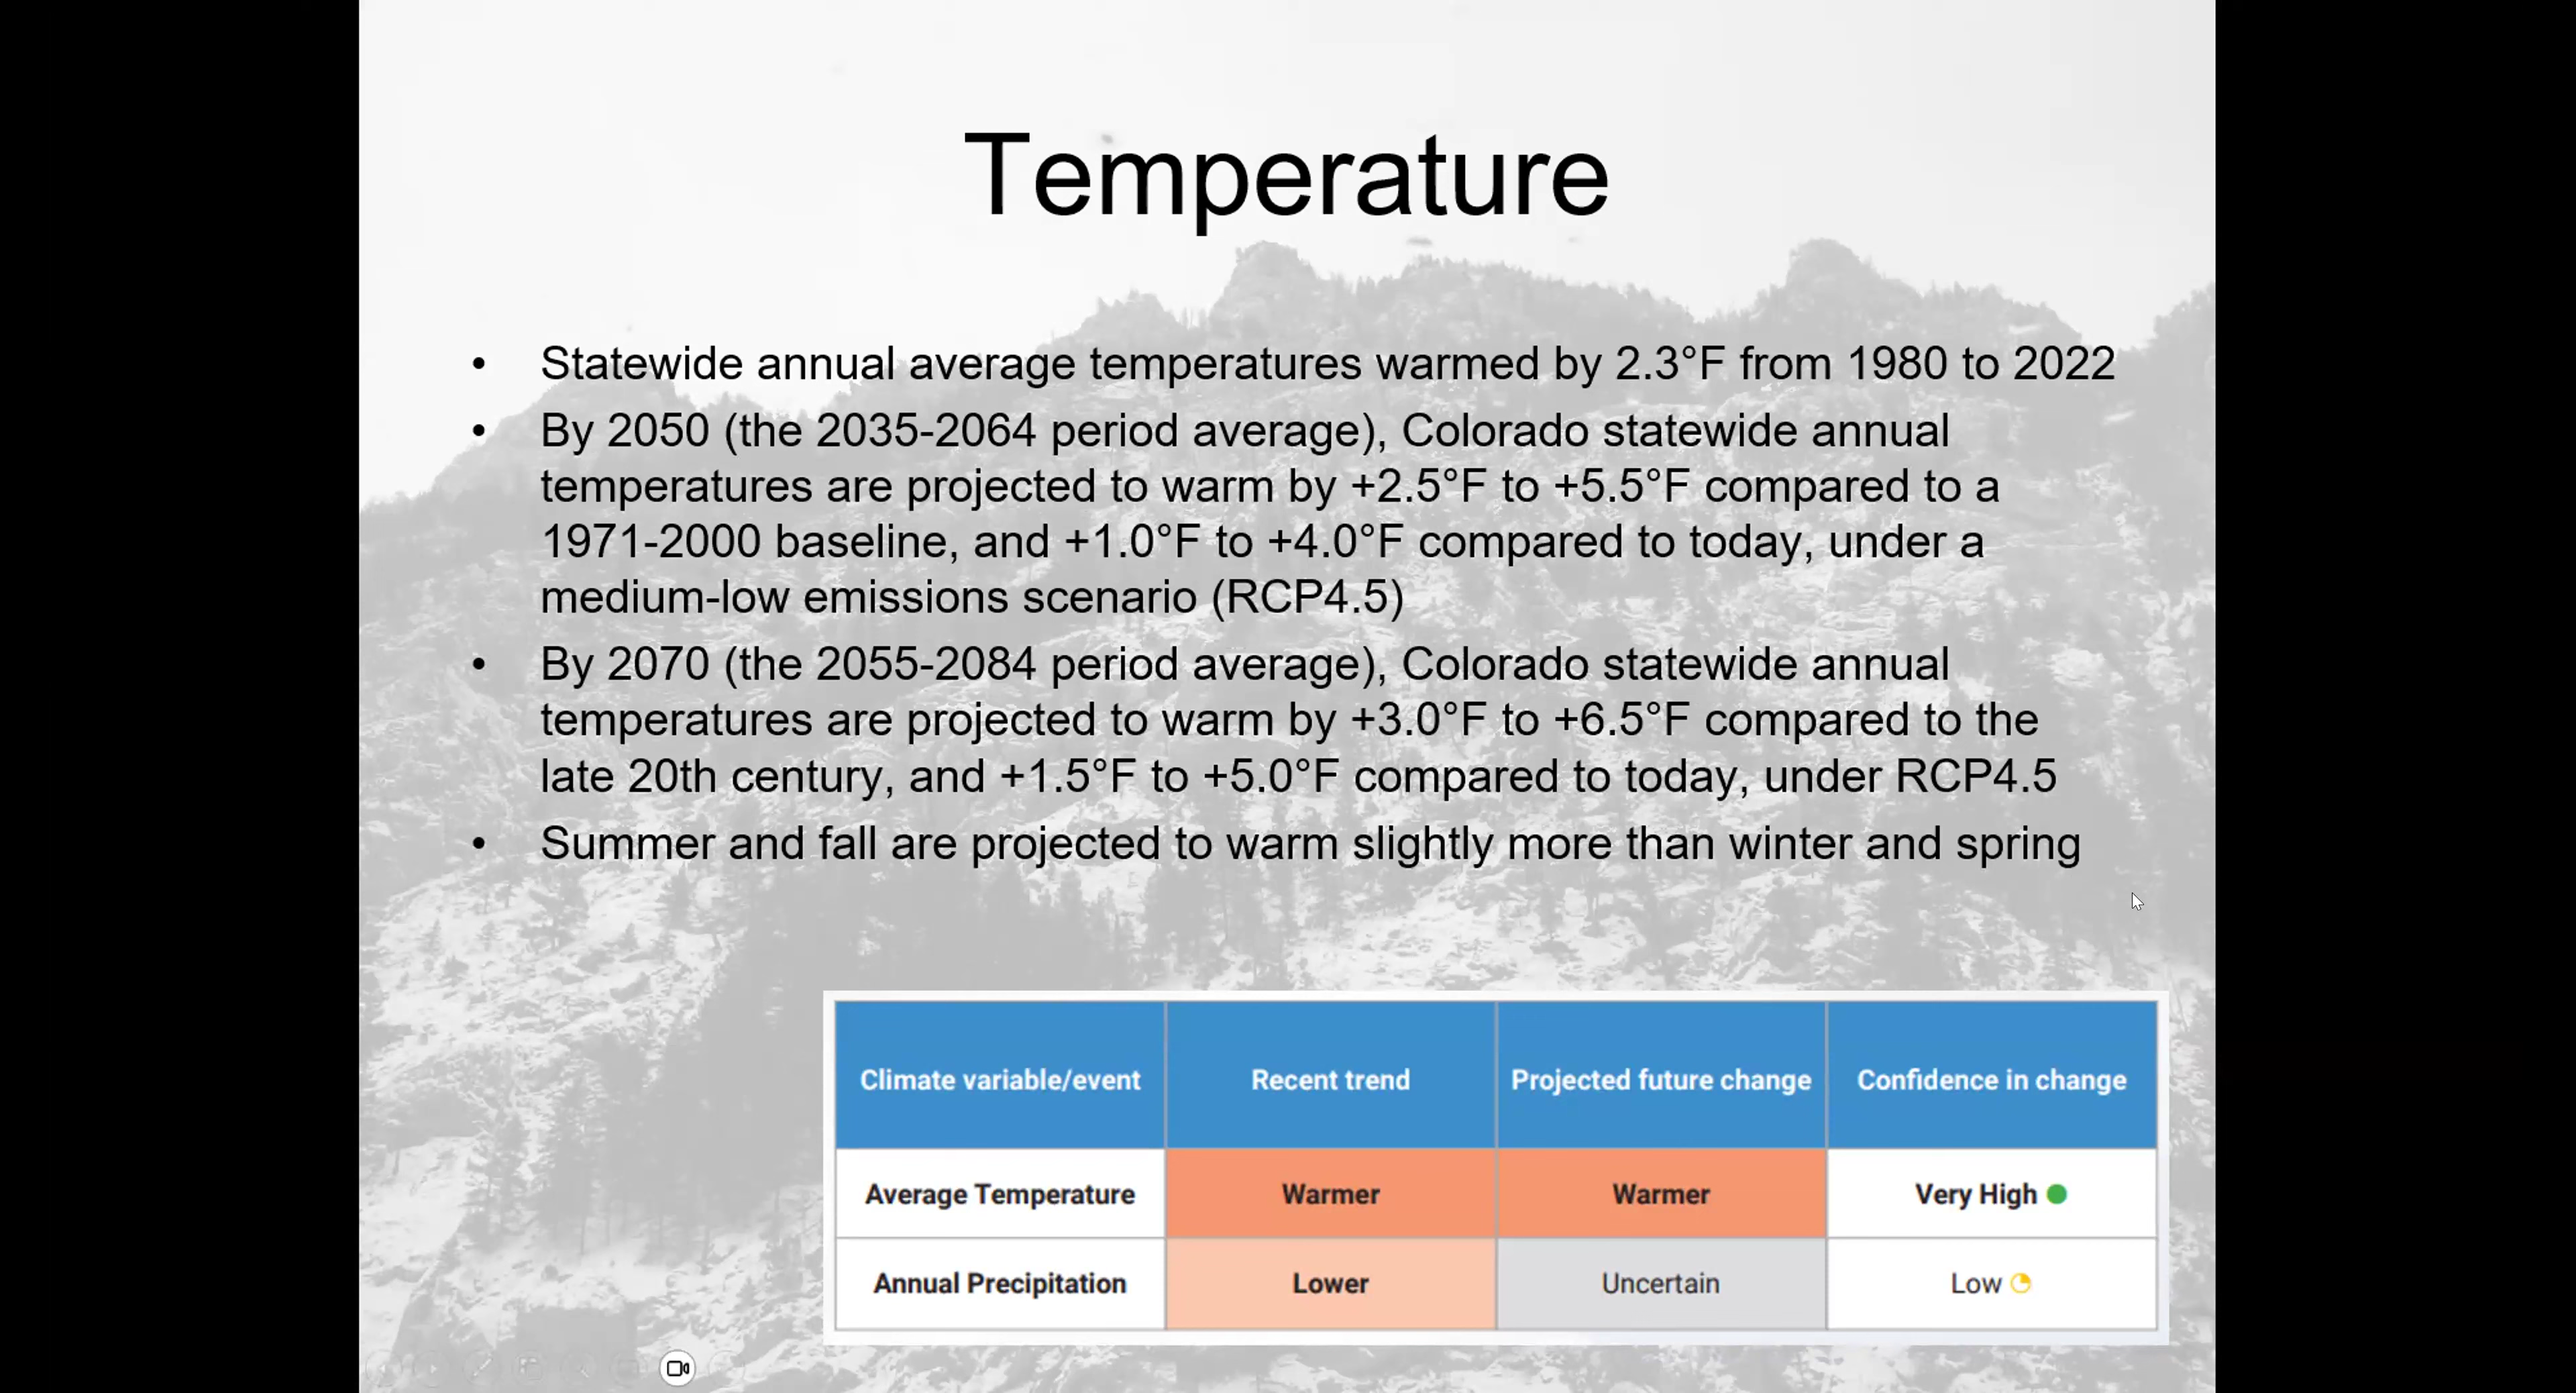 Temperature
• Statewide annual average temperatures warmed by 2.3°F from 1980 to 2022
• By 2050 (the 2035-2064 period average), Colorado statewide annual
temperatures are projected to warm by +2.5°F to +5.5°F compared to a
1971-2000 baseline, and +1.0°F to +4.0°F compared to today, under a
medium-low emissions scenario (RCP4.5)
• By 2070 (the 2055-2084 period average), Colorado statewide annual
temperatures are projected to warm by +3.0°F to +6.5°F compared to the
late 20th century, and +1.5°F to +5.0°F compared to today, under RCP4.5
• Summer and fall are projected to warm slightly more than winter and spring
Climate variable/event Recent trend Projected future change Confidence in change
Average Temperature Warmer Warmer Very High
Annual Precipitation Lower Uncertain Low